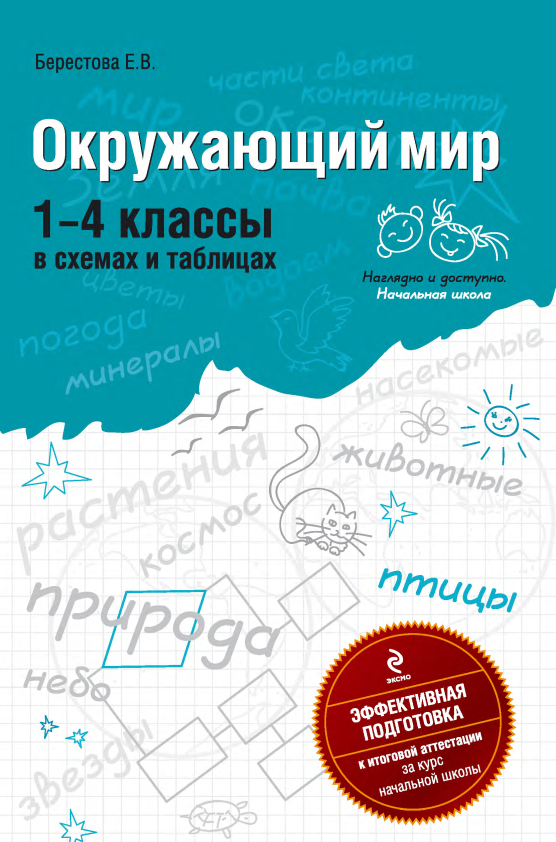 Берестова Е.В.
части света
континенты
мир
океан
Окружающий мир
Земля
почва
1–4 классы
в схемах и таблицах
Наглядно и доступно.
Начальная школа
цветы
водоем
погода
минералы
насекомые
растения
животные
космос
птицы
природа
небо
звезды
эксмо
ЭФФЕКТИВНАЯ
ПОДГОТОВКА
к итоговой аттестации
за курс
начальной школы